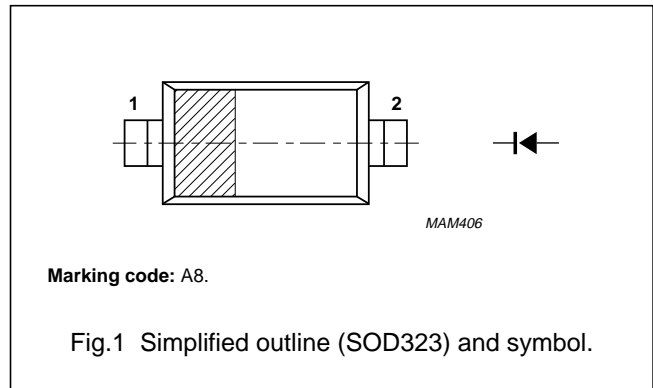 1
2
MAM406
Marking code: A8.
Fig.1 Simplified outline (SOD323) and symbol.